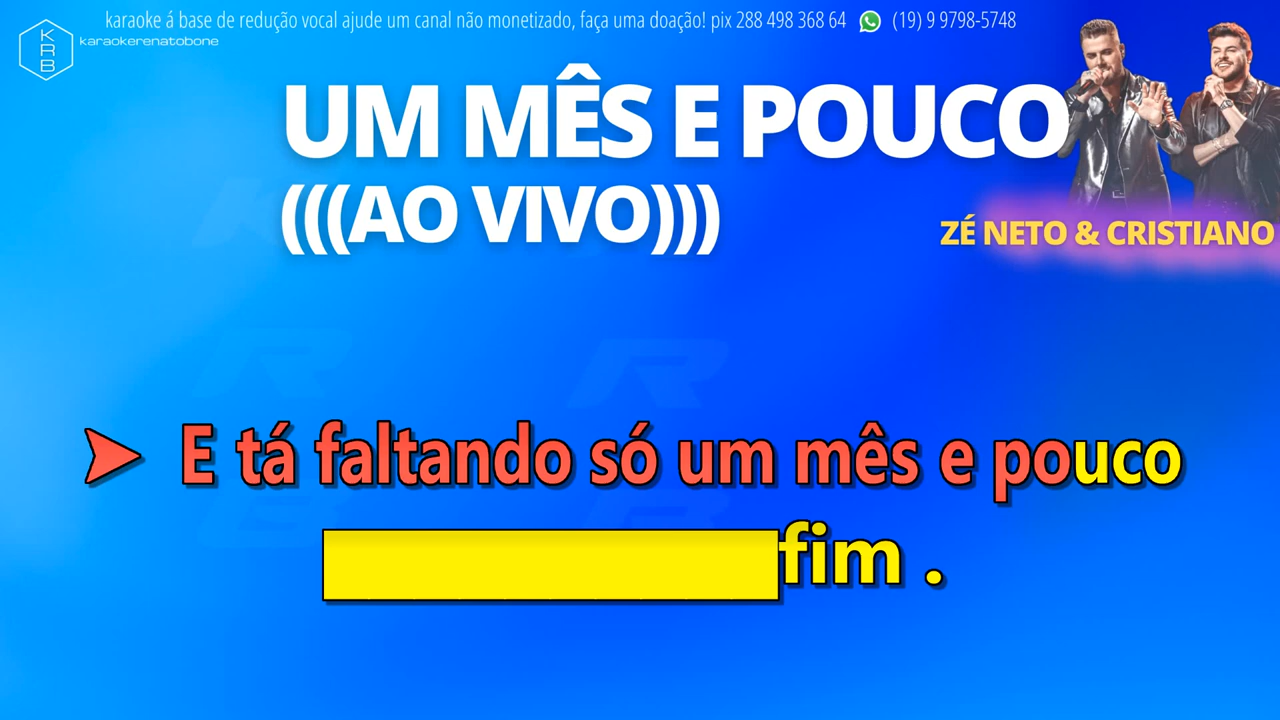 karaoke á base de redução vocal ajude um canal não monetizado, faça uma doação! pix 288 498 368 64 (19) 9 9798-5748
KRB
karaokerenatobone
UM MÊS E POUCO
(((AO VIVO)))
ZÉ NETO & CRISTIANO
E tá faltando só um mês e pouco
fim .